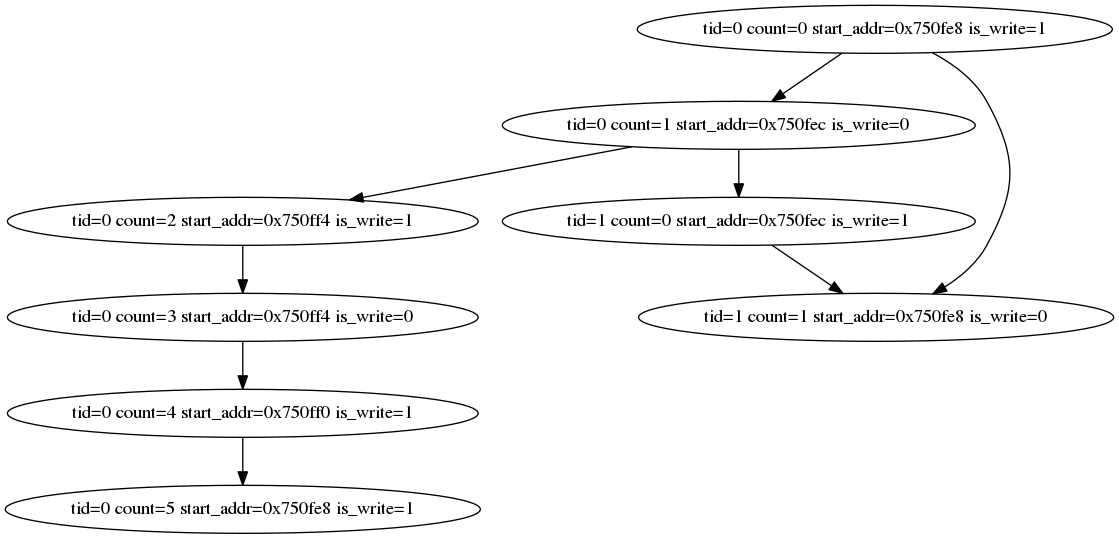 tid=0 count=0 start_addr=0x750fe8 is_write=1
tid=0 count=1 start_addr=0x750fec is_write=0
tid=0 count=2 start_addr=0x750ff4 is_write=1
tid=1 count=0 start_addr=0x750fec is_write=1
tid=0 count=3 start_addr=0x750ff4 is_write=0
tid=1 count=1 start_addr=0x750fe8 is_write=0
tid=0 count=4 start_addr=0x750ff0 is_write=1
tid=0 count=5 start_addr=0x750fe8 is_write=1